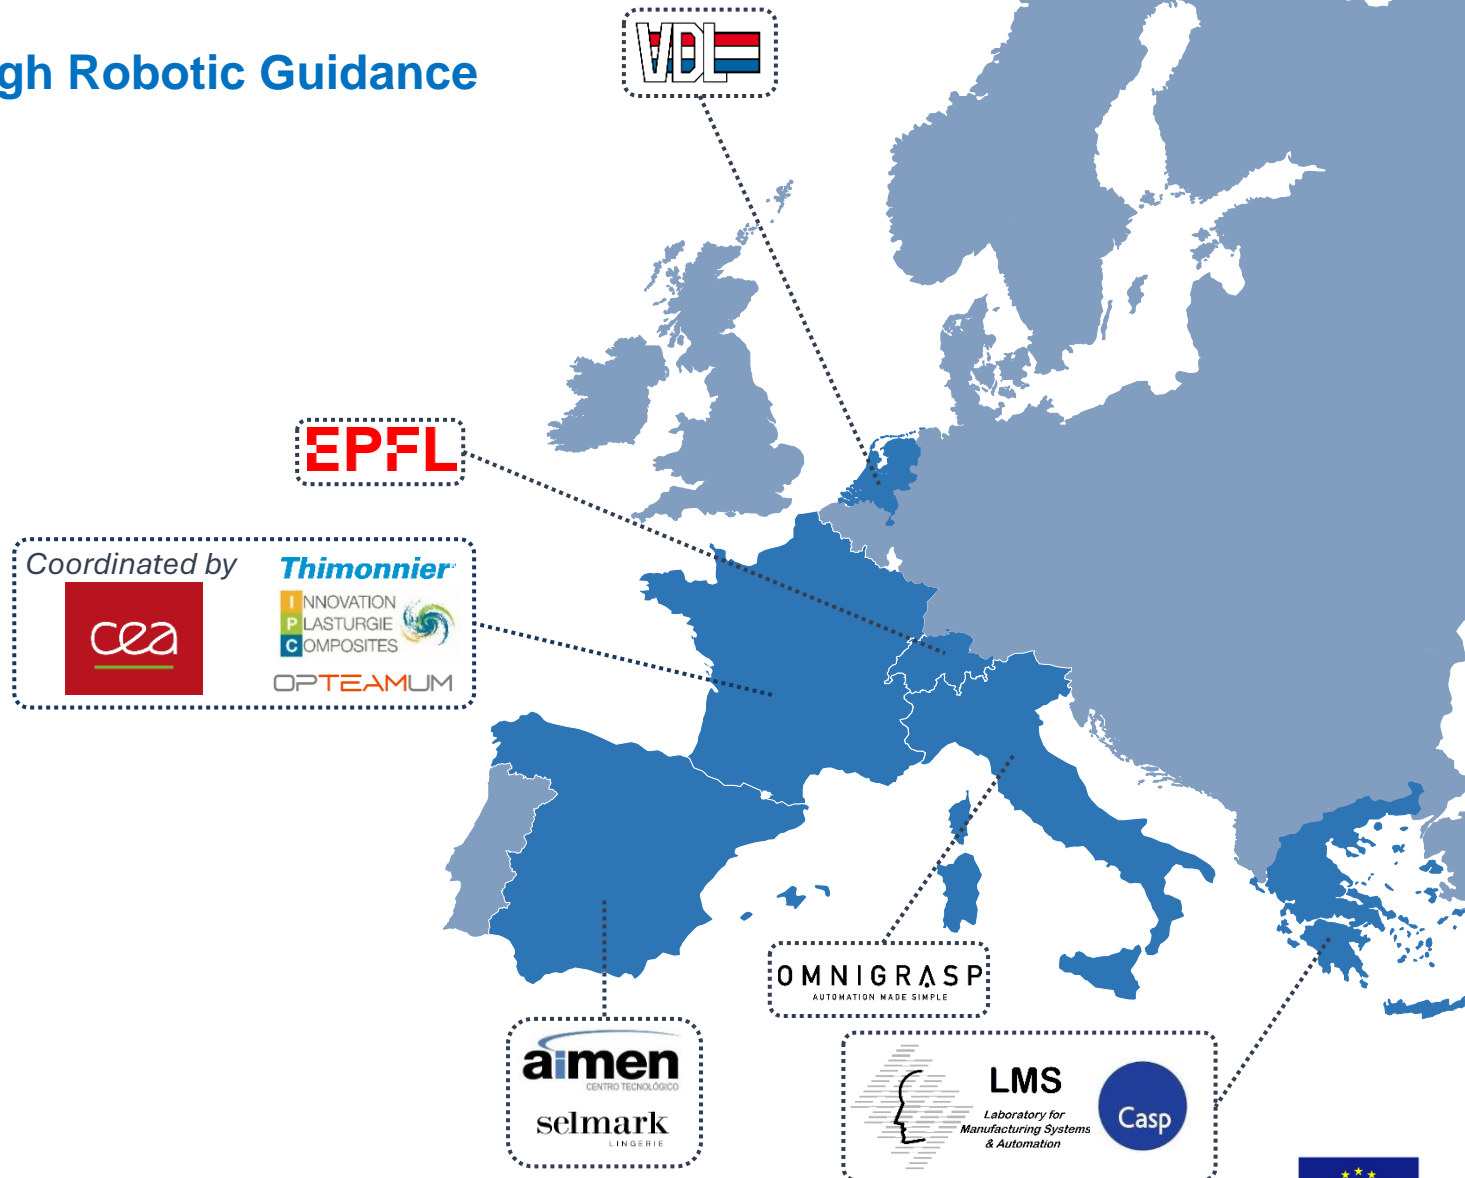 gh Robotic Guidance
VDL
EPFL
Coordinated by
cea
Thimonnier
INNOVATION
PLASTURGIE
COMPOSITES
OPTEAMUM
OMNIGRASP
AUTOMATION MADE SIMPLE
aimen
CENTRO TECNOLÓGICO
selmark
LINGERIE
LMS
Laboratory for
Manufacturing Systems
& Automation
Casp